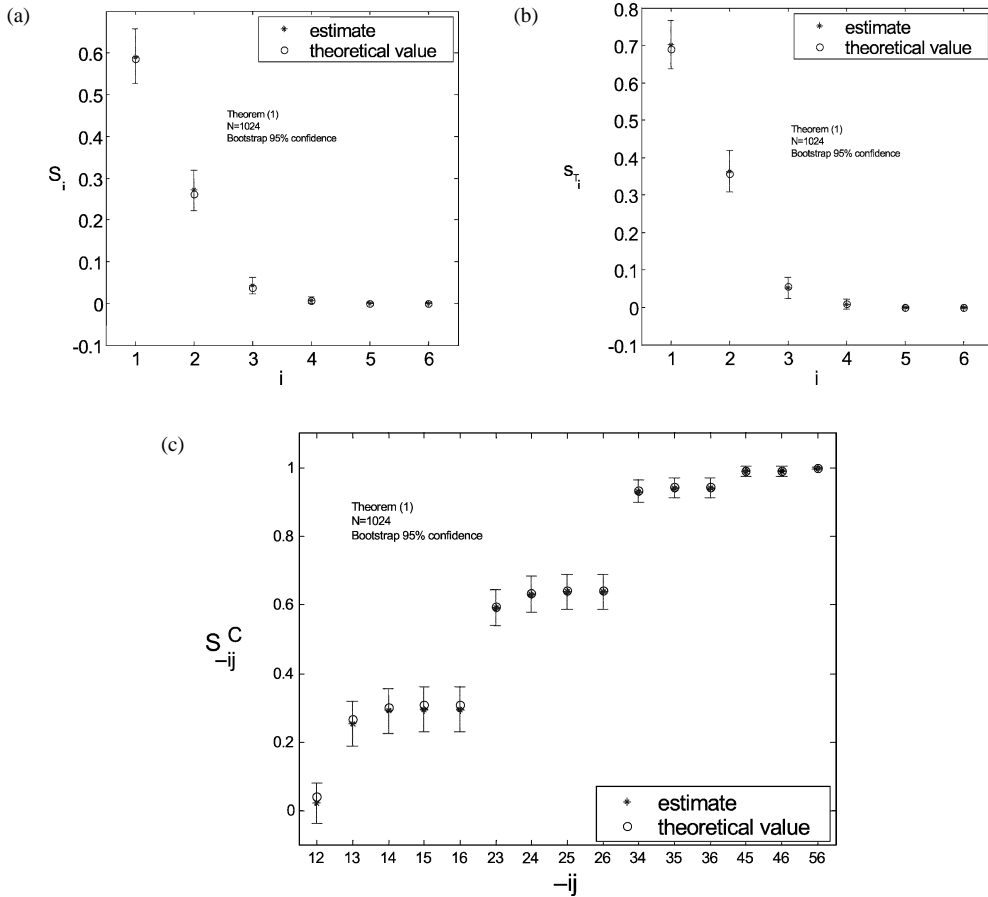 (a)
estimate
theoretical value
Theorem (1)
N=1024
Bootstrap 95% confidence
0.6
0.5
0.4
0.3
0.2
0.1
0
-0.1
S_i
1 2 3 4 5 6
i
(b)
estimate
theoretical value
Theorem (1)
N=1024
Bootstrap 95% confidence
0.8
0.7
0.6
0.5
0.4
0.3
0.2
0.1
0
-0.1
S_T_i
1 2 3 4 5 6
i
(c)
Theorem (1)
N=1024
Bootstrap 95% confidence
1
0.8
0.6
0.4
0.2
0
S^C_–ij
estimate
theoretical value
12 13 14 15 16 23 24 25 26 34 35 36 45 46 56
–ij